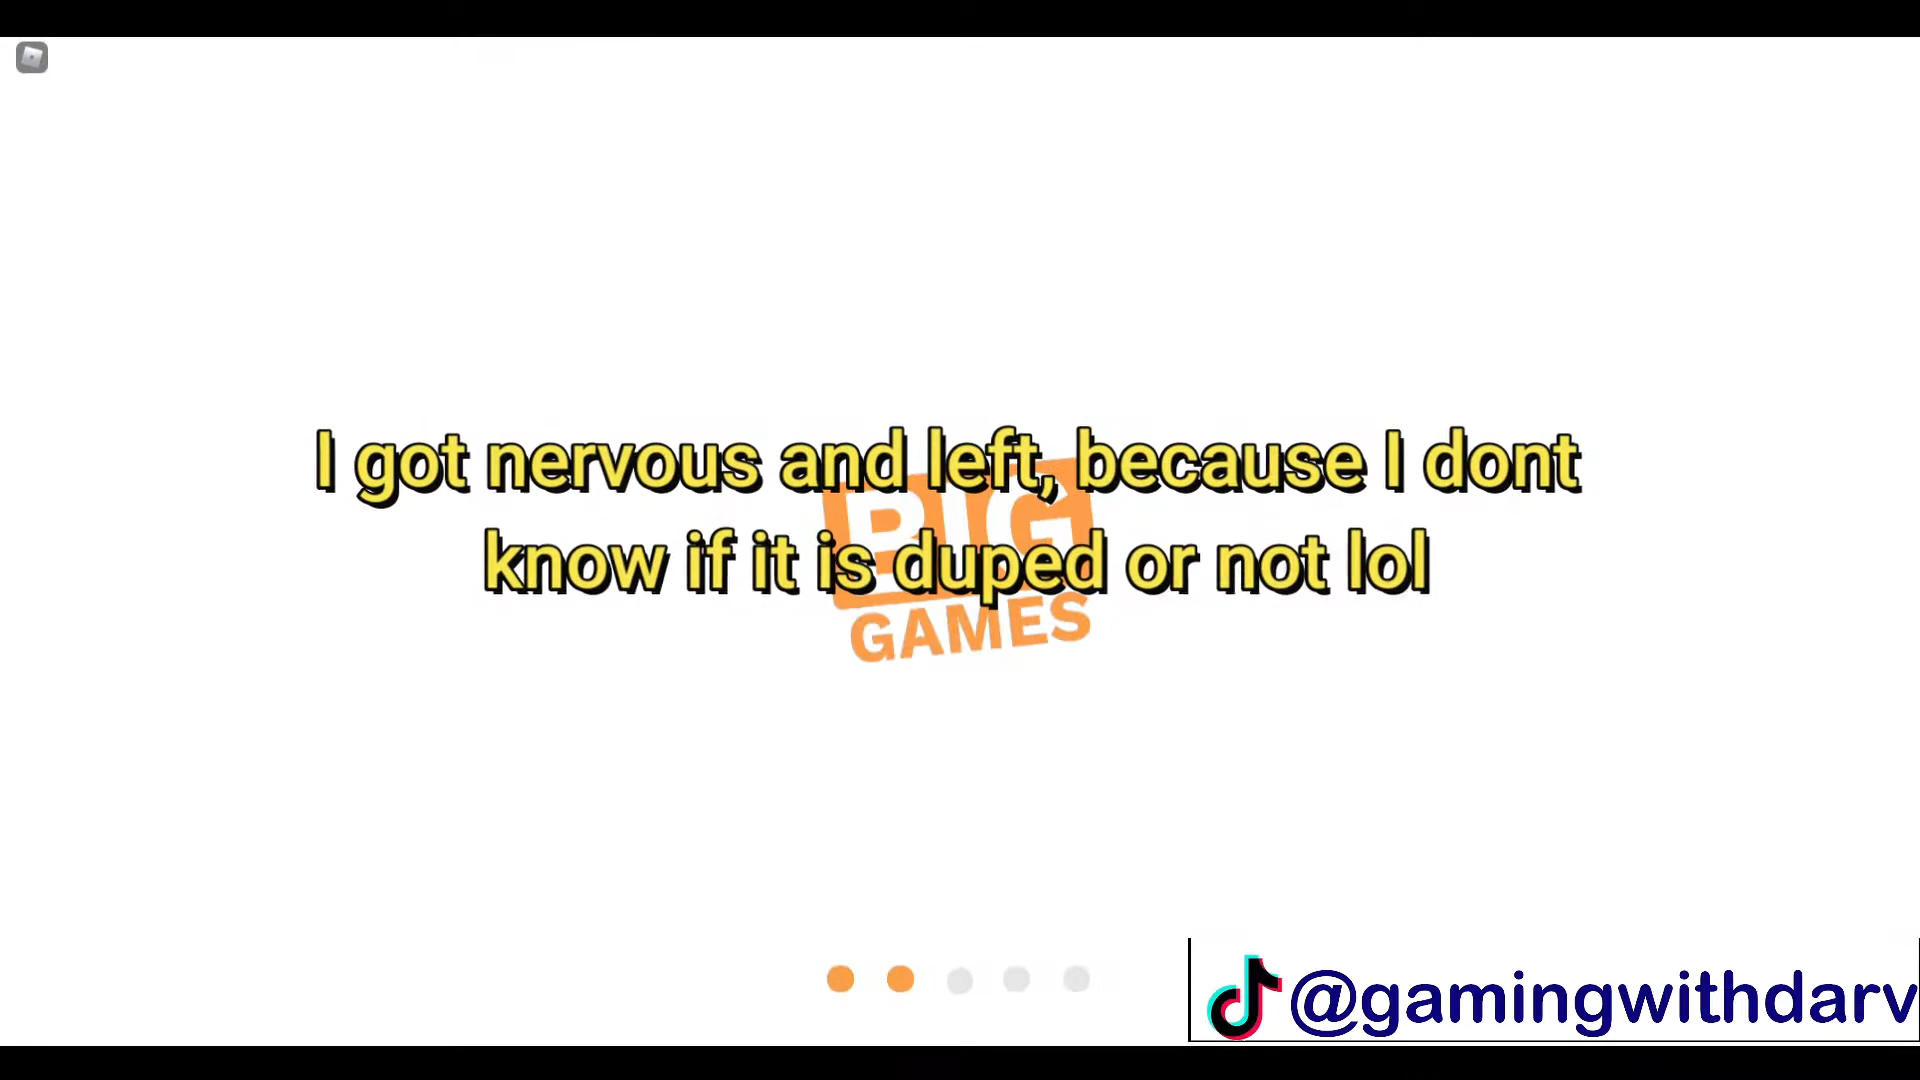 I got nervous and left, because I dont
know if it is duped or not lol
BIG
GAMES
@gamingwithdarv